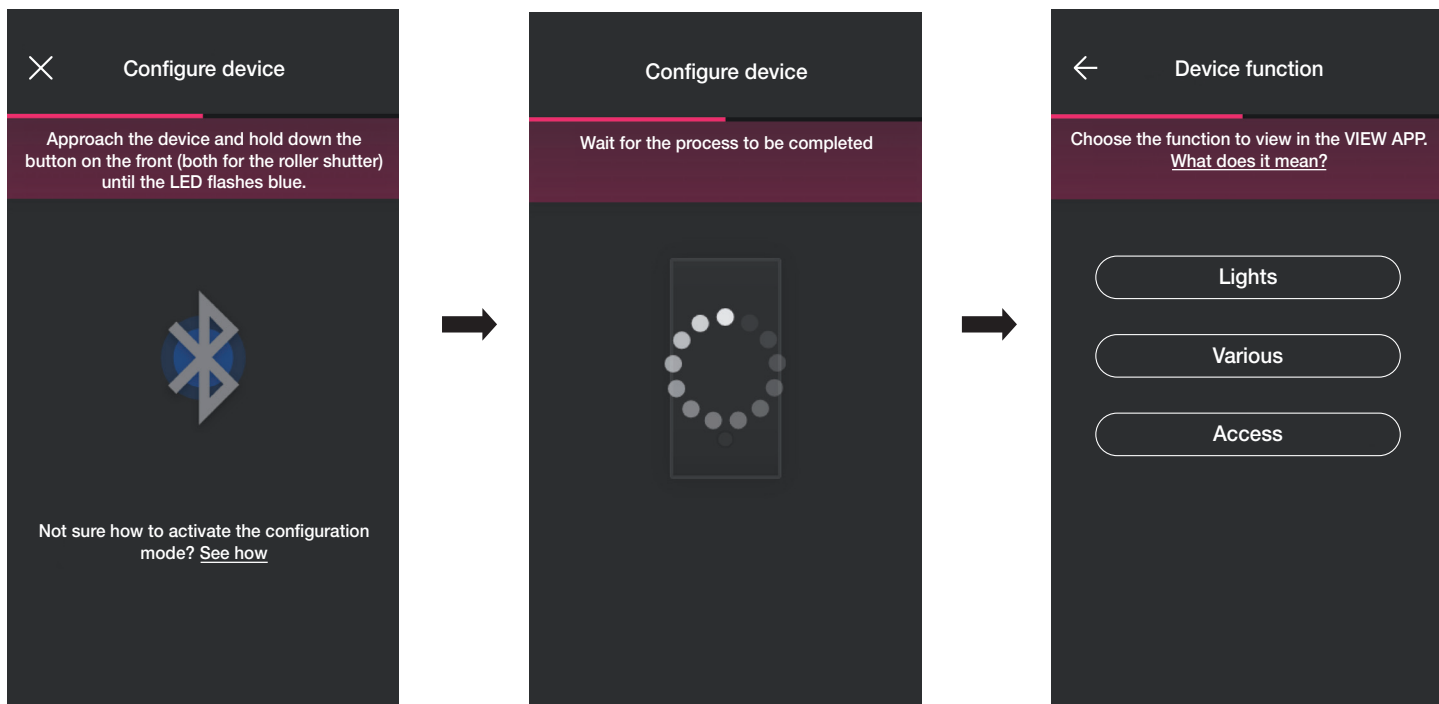 Configure device
Approach the device and hold down the
button on the front (both for the roller shutter)
until the LED flashes blue.
Not sure how to activate the configuration
mode? See how
Configure device
Wait for the process to be completed
Device function
Choose the function to view in the VIEW APP.
What does it mean?
Lights
Various
Access